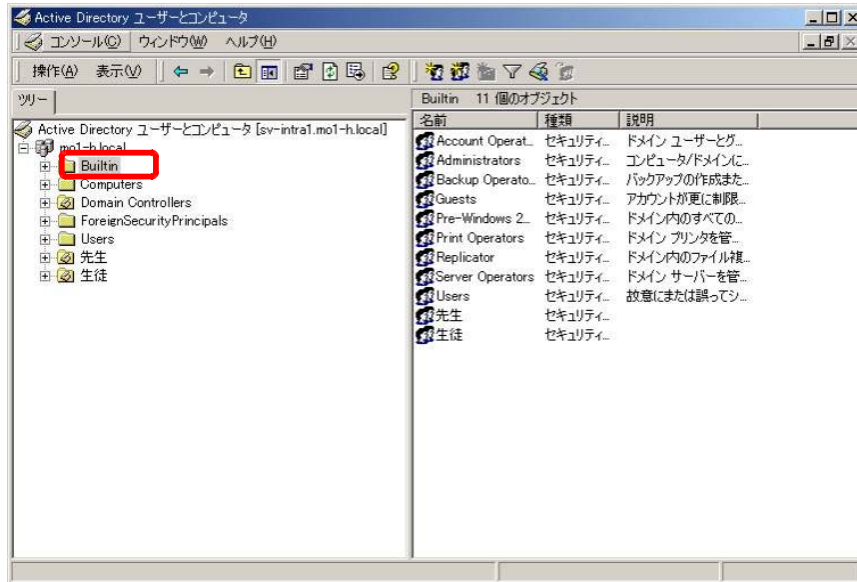 Active Directory ユーザーとコンピュータ
コンソール(C) ウィンドウ(W) ヘルプ(H)
操作(A) 表示(V)
ツリー
Builtin 11 個のオブジェクト
Active Directory ユーザーとコンピュータ [sv-intra1.mo1-h.local]
mo1-h.local
Builtin
Computers
Domain Controllers
ForeignSecurityPrincipals
Users
先生
生徒
名前 種類 説明
Account Operat... セキュリティ... ドメイン ユーザーとグ...
Administrators セキュリティ... コンピュータ/ドメインに...
Backup Operato... セキュリティ... バックアップの作成また...
Guests セキュリティ... アカウントが更に制限...
Pre-Windows 2... セキュリティ... ドメイン内のすべての...
Print Operators セキュリティ... ドメイン プリンタを管...
Replicator セキュリティ... ドメイン内のファイル複...
Server Operators セキュリティ... ドメイン サーバーを管...
Users セキュリティ... 故意にまたは誤ってシ...
先生 セキュリティ...
生徒 セキュリティ...